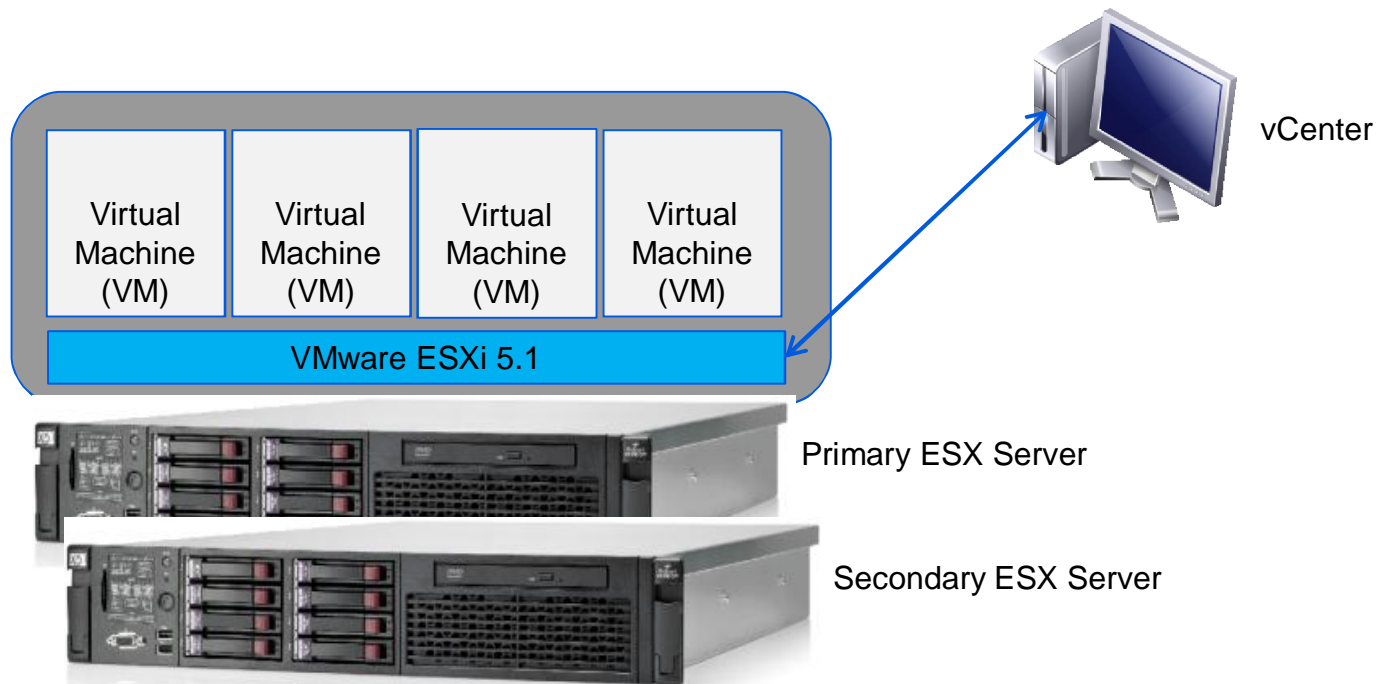 Virtual
Machine
(VM)
Virtual
Machine
(VM)
Virtual
Machine
(VM)
Virtual
Machine
(VM)
VMware ESXi 5.1
vCenter
Primary ESX Server
Secondary ESX Server